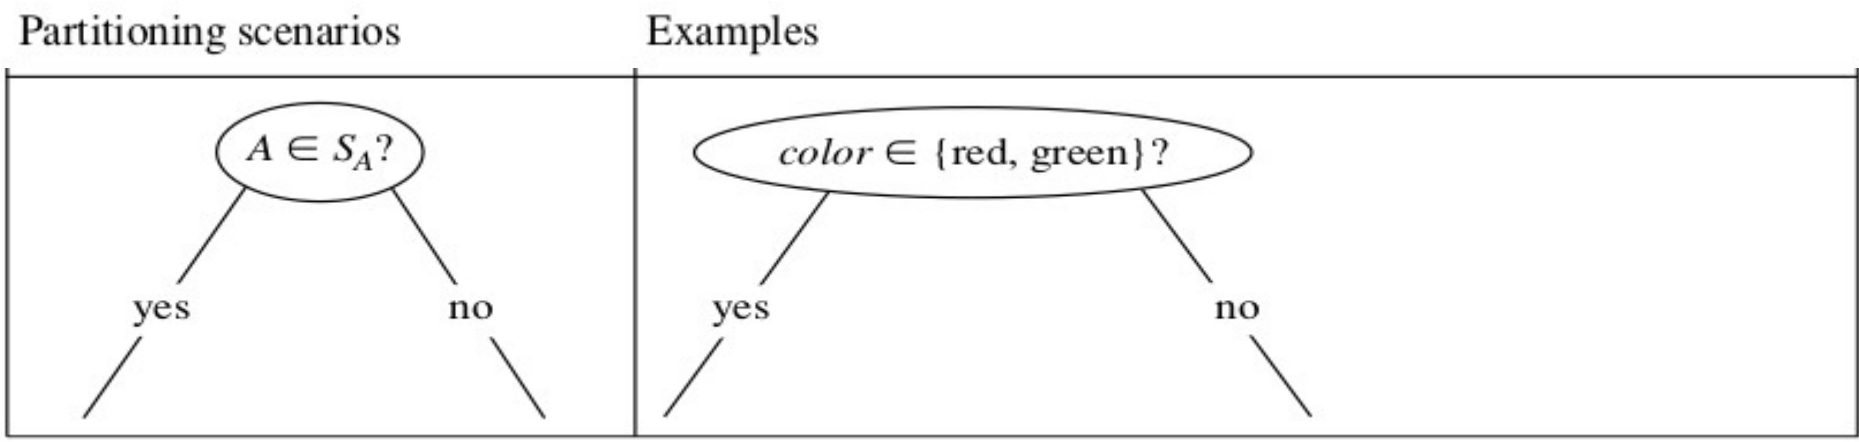 Partitioning scenarios
Examples
A ∈ S_A?
color ∈ {red, green}?
yes
no
yes
no